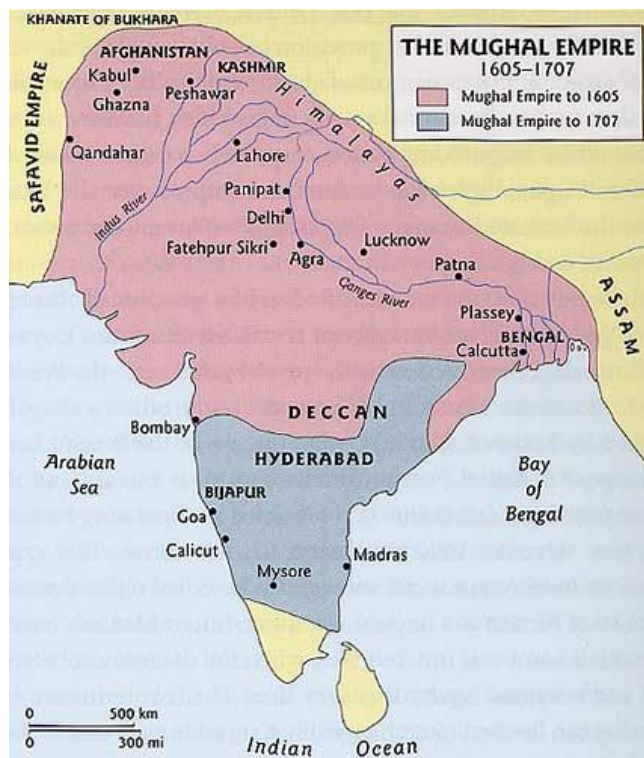 KHANATE OF BUKHARA
THE MUGHAL EMPIRE
1605–1707
Mughal Empire to 1605
Mughal Empire to 1707
AFGHANISTAN
KASHMIR
Kabul
Ghazna
Peshawar
Himalayas
SAFAVID EMPIRE
Qandahar
Lahore
Indus River
Panipat
Delhi
Fatehpur Sikri
Agra
Lucknow
Ganges River
Patna
ASSAM
Plassey
BENGAL
Calcutta
DECCAN
Bombay
HYDERABAD
Arabian
Sea
Bay
of
Bengal
BIJAPUR
Goa
Calicut
Mysore
Madras
0
500 km
0
300 mi
Indian
Ocean